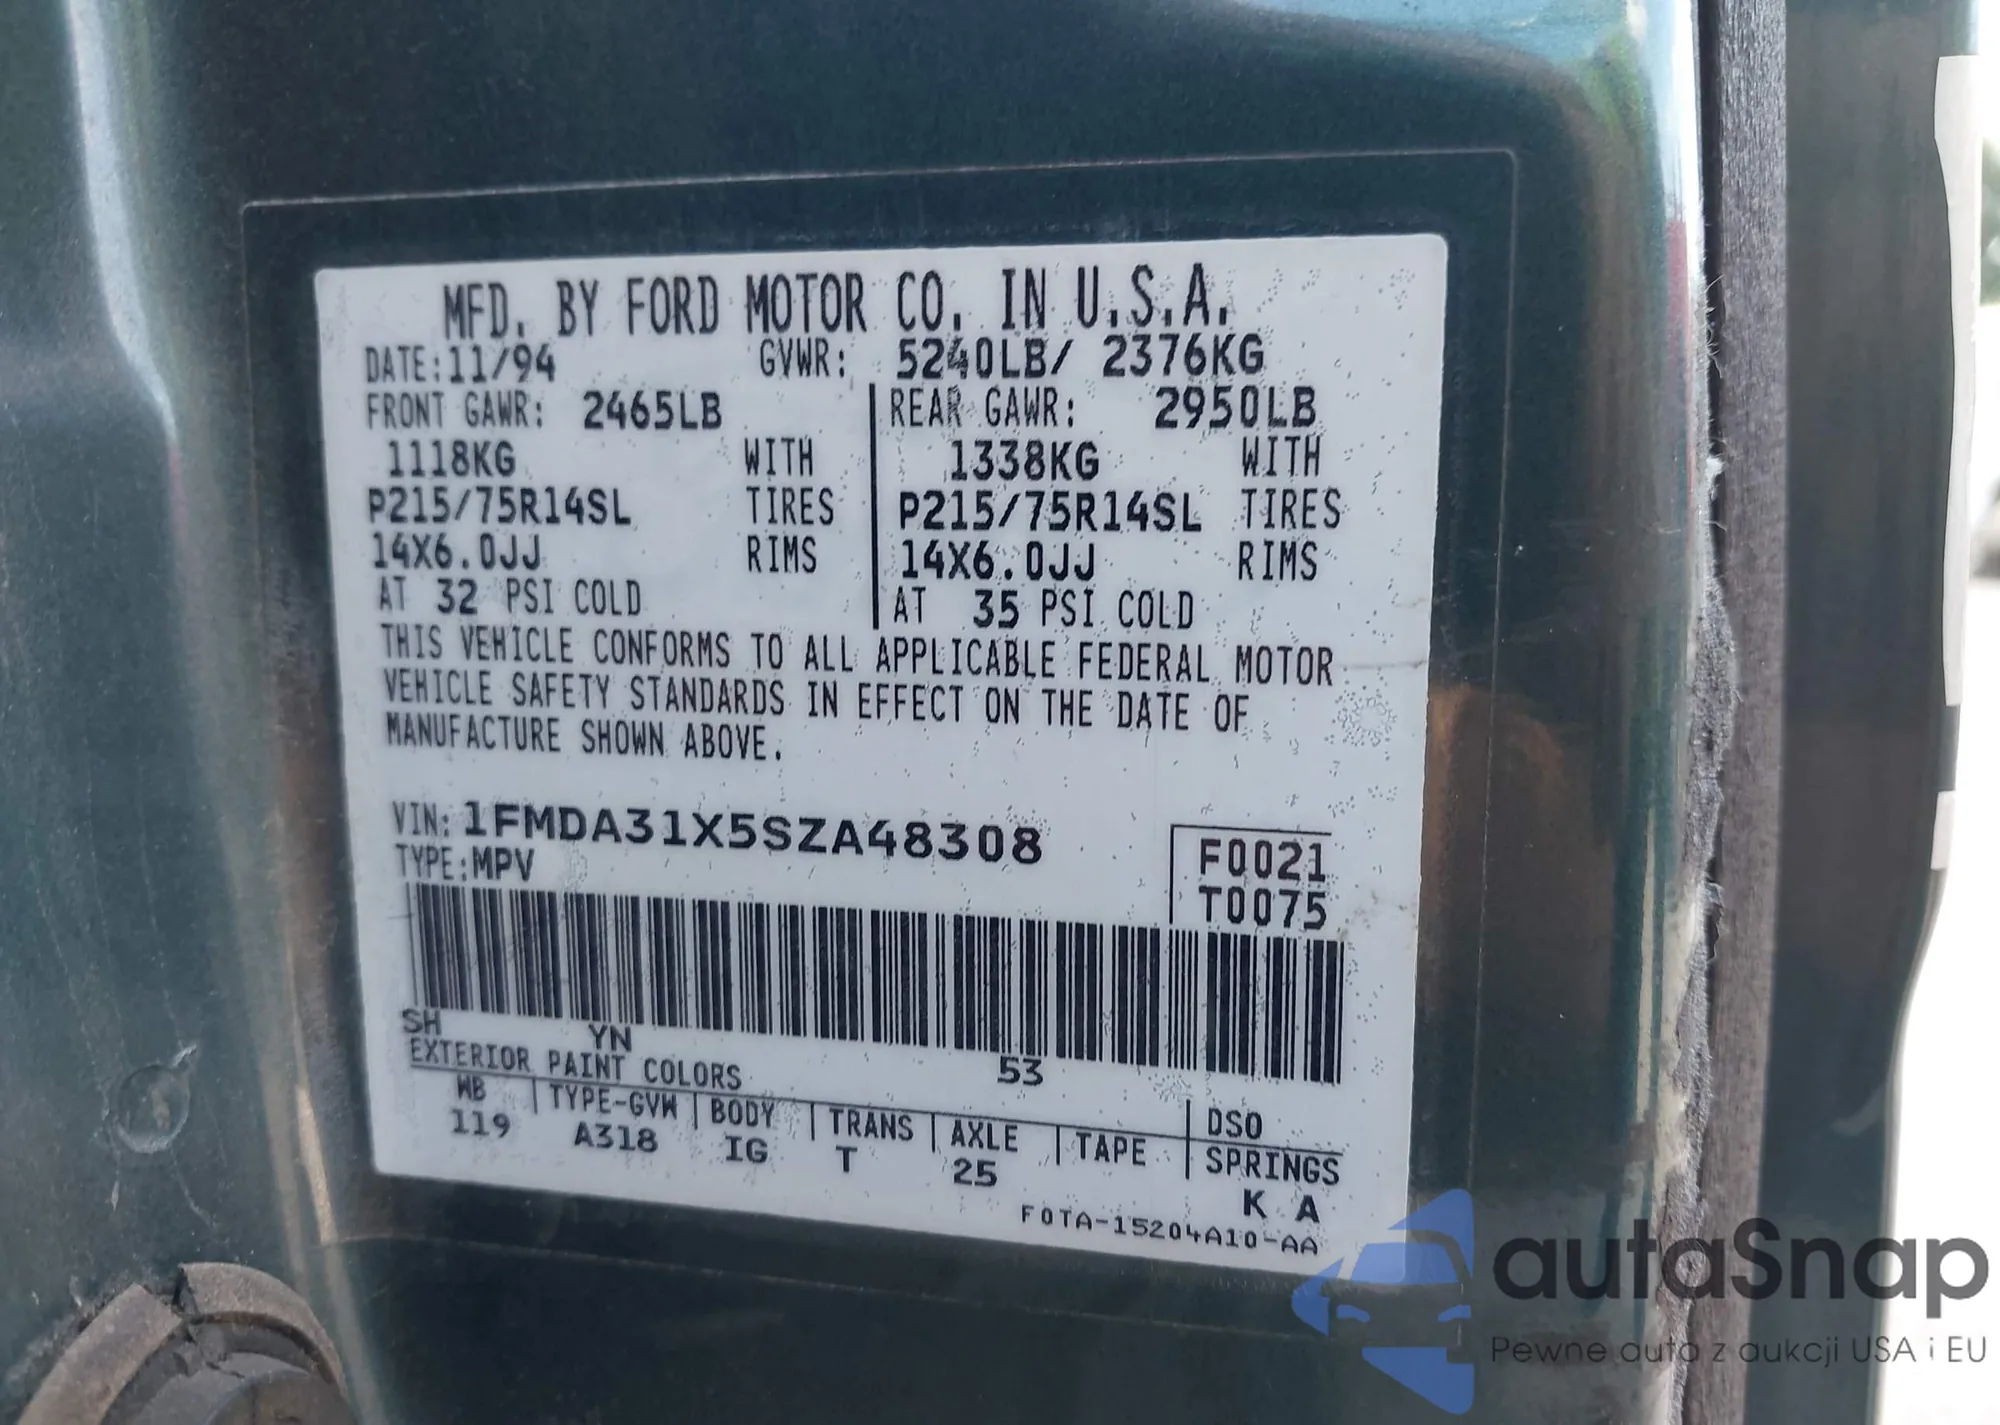 MFD. BY FORD MOTOR CO. IN U.S.A.
DATE: 11/94 GVWR: 5240LB/ 2376KG
FRONT GAWR: 2465LB REAR GAWR: 2950LB
1118KG WITH 1338KG WITH
P215/75R14SL TIRES P215/75R14SL TIRES
14X6.0JJ RIMS 14X6.0JJ RIMS
AT 32 PSI COLD AT 35 PSI COLD
THIS VEHICLE CONFORMS TO ALL APPLICABLE FEDERAL MOTOR
VEHICLE SAFETY STANDARDS IN EFFECT ON THE DATE OF
MANUFACTURE SHOWN ABOVE.
VIN: 1FMDA31X5SZA48308
TYPE: MPV
F0021
T0075
SH YN 53
EXTERIOR PAINT COLORS
WB TYPE-GVW BODY TRANS AXLE TAPE DSO
SPRINGS
119 A318 IG T 25 K A
F0TA-15204A10-AA
autaSnap
Pewne auta z aukcji USA i EU